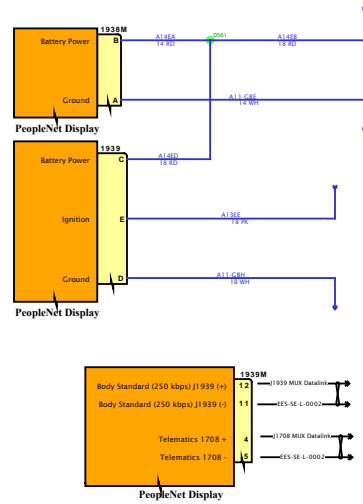 1938M
Battery Power B A14EA DS61 A14EB
14 RD 18 RD
Ground A A11-GBE
14 WH
PeopleNet Display
1939
Battery Power C A14ED
18 RD
Ignition E A13EE
18 PK
Ground D A11-GBH
18 WH
PeopleNet Display
1939M
Body Standard (250 kbps) J1939 (+) 12 J1939 MUX Datalink
Body Standard (250 kbps) J1939 (-) 11 EES-SE-L-0002
Telematics 1708 + 4 J1708 MUX Datalink
Telematics 1708 - 5 EES-SE-L-0002
PeopleNet Display